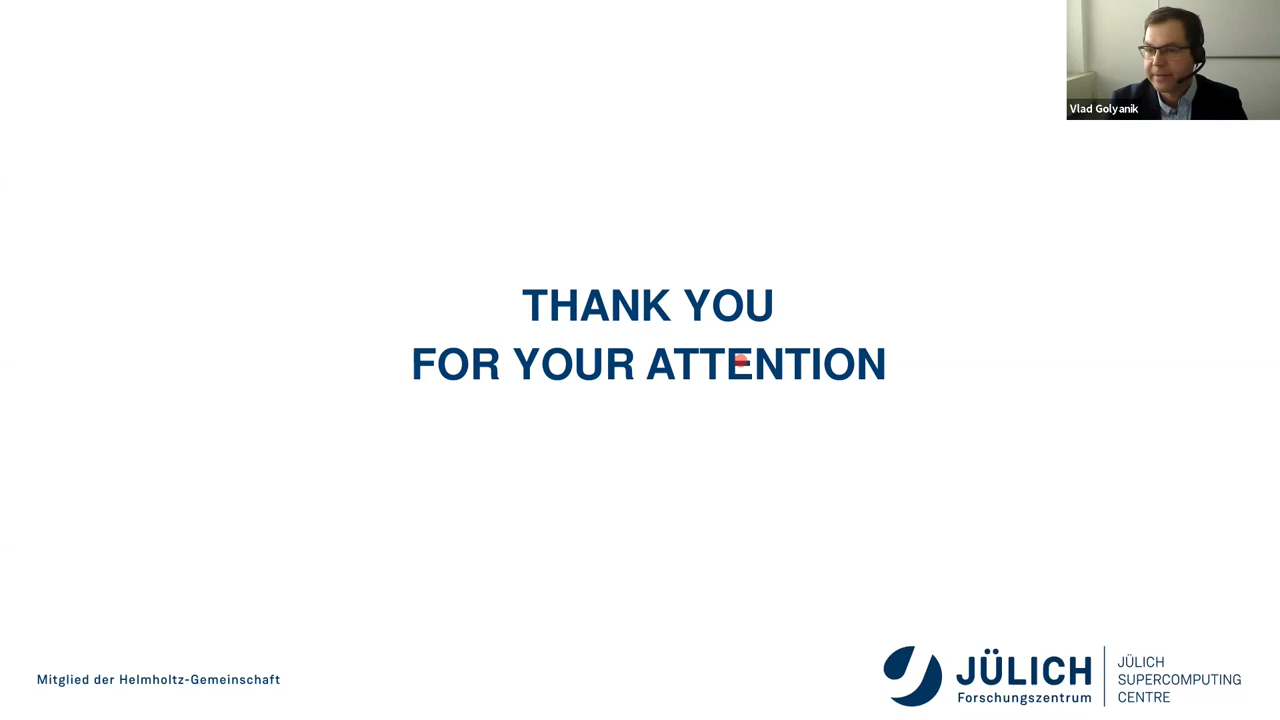 Vlad Golyanik
THANK YOU
FOR YOUR ATTENTION
Mitglied der Helmholtz-Gemeinschaft
JÜLICH
Forschungszentrum
JÜLICH
SUPERCOMPUTING
CENTRE